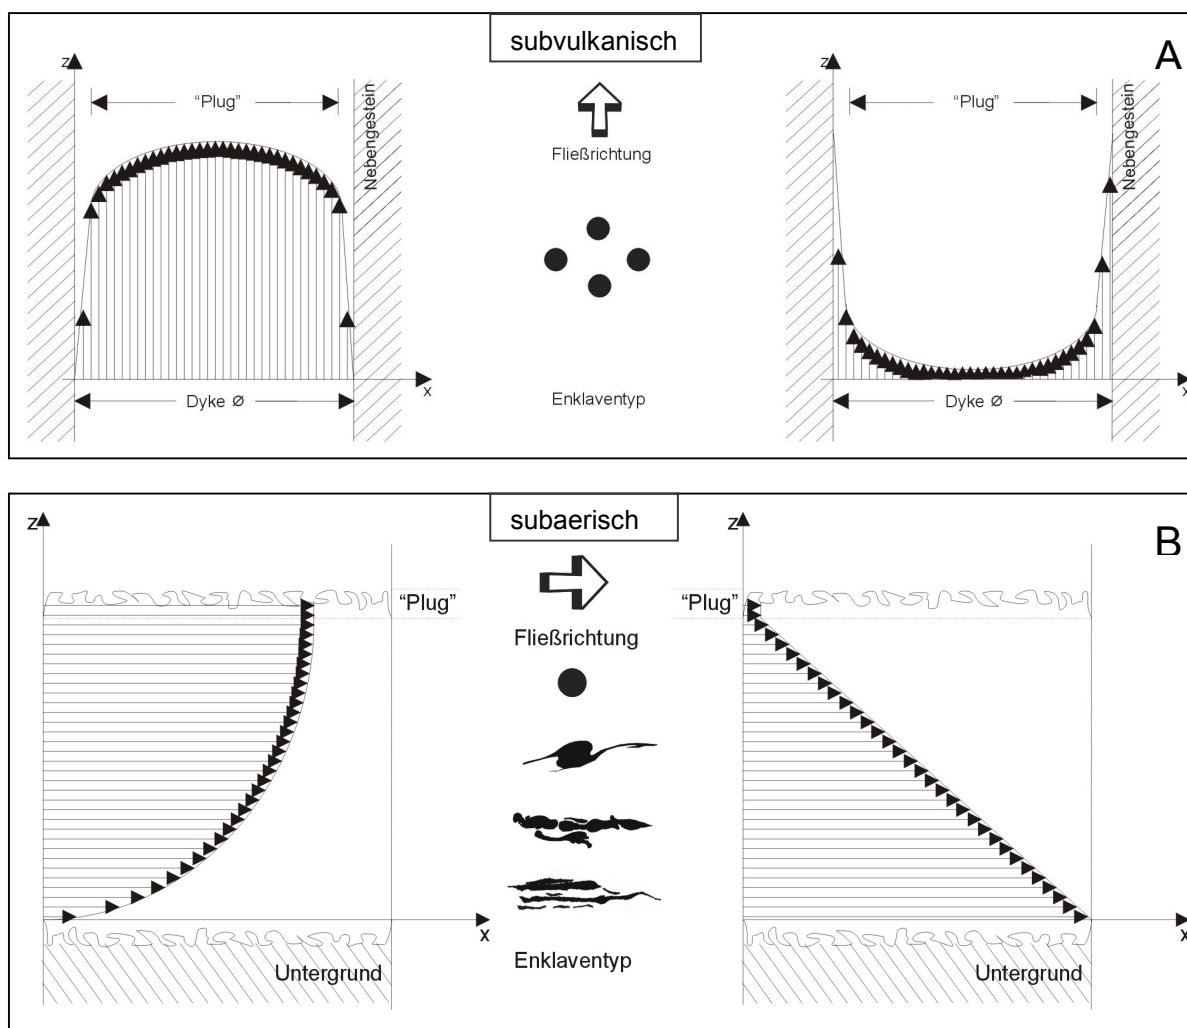 subvulkanisch
A
z
"Plug"
Nebengestein
Fließrichtung
"Plug"
Nebengestein
x
Dyke Ø
Enklaventyp
x
Dyke Ø
subaerisch
B
z
z
"Plug"
"Plug"
Fließrichtung
x
x
Untergrund
Enklaventyp
Untergrund